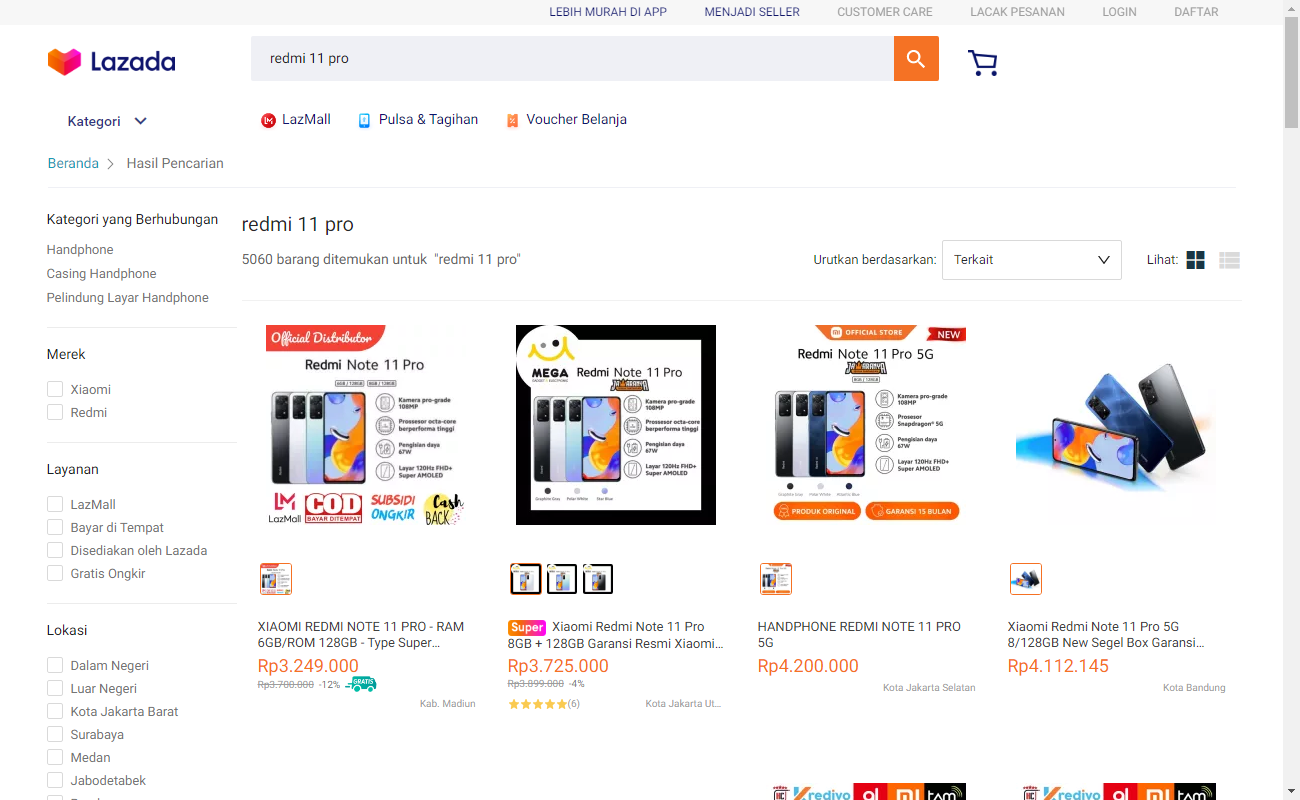 LEBIH MURAH DI APP
MENJADI SELLER
CUSTOMER CARE
LACAK PESANAN
LOGIN
DAFTAR
Lazada
redmi 11 pro
Kategori
LazMall
Pulsa & Tagihan
Voucher Belanja
Beranda
Hasil Pencarian
Kategori yang Berhubungan
Handphone
Casing Handphone
Pelindung Layar Handphone
Merek
Xiaomi
Redmi
Layanan
LazMall
Bayar di Tempat
Disediakan oleh Lazada
Gratis Ongkir
Lokasi
Dalam Negeri
Luar Negeri
Kota Jakarta Barat
Surabaya
Medan
Jabodetabek
redmi 11 pro
5060 barang ditemukan untuk "redmi 11 pro"
Urutkan berdasarkan:
Terkait
Lihat:
Official Distributor
Redmi Note 11 Pro
6GB / 128GB
8GB / 128GB
Kamera pro-grade
108MP
Prossesor octa-core
berperforma tinggi
Pengisian daya
67W
Layar 120Hz FHD+
Super AMOLED
LazMall
COD
BAYAR DITEMPAT
SUBSIDI
ONGKIR
Cash
BACK
XIAOMI REDMI NOTE 11 PRO - RAM
6GB/ROM 128GB - Type Super...
Rp3.249.000
Rp3.700.000 -12%
GRATIS
Kab. Madiun
MEGA
Redmi Note 11 Pro
Kamera pro-grade
108MP
Prossesor octa-core
berperforma tinggi
Pengisian daya
67W
Layar 120Hz FHD+
Super AMOLED
Graphite Gray
Polar White
Star Blue
Super Xiaomi Redmi Note 11 Pro
8GB + 128GB Garansi Resmi Xiaomi...
Rp3.725.000
Rp3.899.000 -4%
(6)
Kota Jakarta Ut...
OFFICIAL STORE
NEW
Redmi Note 11 Pro 5G
8GB / 128GB
Kamera pro-grade
108MP
Prosesor
Snapdragon® 5G
Pengisian daya
67W
Layar 120Hz FHD+
Super AMOLED
Graphite Gray
Polar White
Atlantic Blue
PRODUK ORIGINAL
GARANSI 15 BULAN
HANDPHONE REDMI NOTE 11 PRO
5G
Rp4.200.000
Kota Jakarta Selatan
Xiaomi Redmi Note 11 Pro 5G
8/128GB New Segel Box Garansi...
Rp4.112.145
Kota Bandung
Kredivo
Kredivo